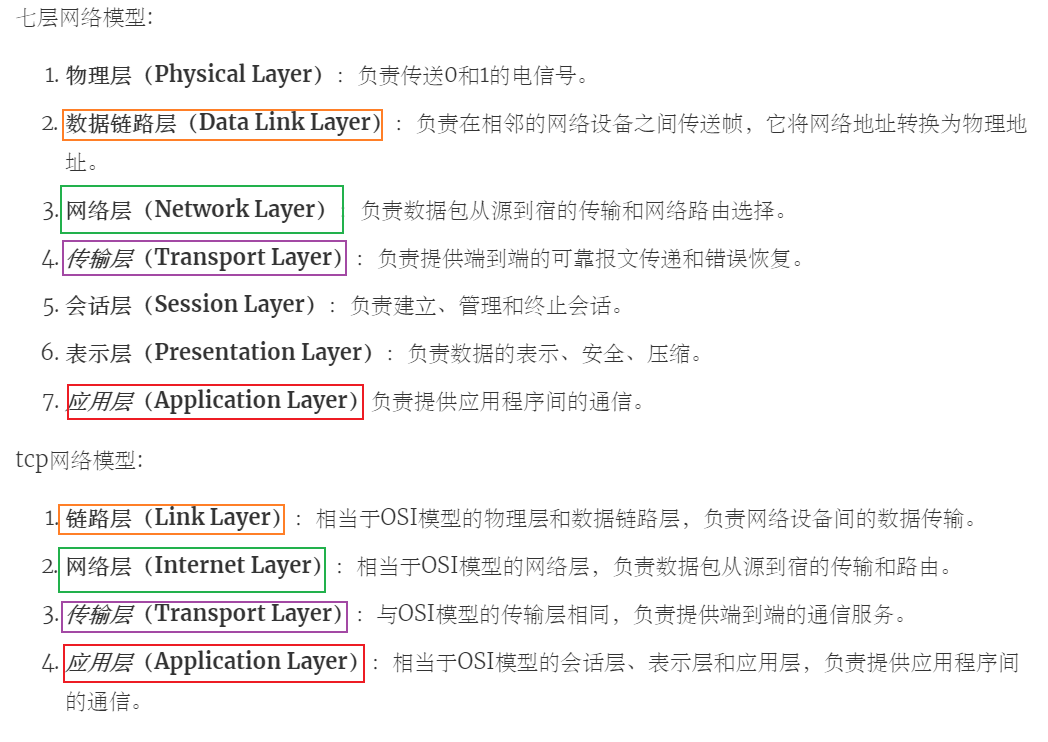 七层网络模型:
1. 物理层（Physical Layer）：负责传送0和1的电信号。
2. 数据链路层（Data Link Layer）：负责在相邻的网络设备之间传送帧，它将网络地址转换为物理地
址。
3. 网络层（Network Layer）：负责数据包从源到宿的传输和网络路由选择。
4. 传输层（Transport Layer）：负责提供端到端的可靠报文传递和错误恢复。
5. 会话层（Session Layer）：负责建立、管理和终止会话。
6. 表示层（Presentation Layer）：负责数据的表示、安全、压缩。
7. 应用层（Application Layer）负责提供应用程序间的通信。
tcp网络模型:
1. 链路层（Link Layer）：相当于OSI模型的物理层和数据链路层，负责网络设备间的数据传输。
2. 网络层（Internet Layer）：相当于OSI模型的网络层，负责数据包从源到宿的传输和路由。
3. 传输层（Transport Layer）：与OSI模型的传输层相同，负责提供端到端的通信服务。
4. 应用层（Application Layer）：相当于OSI模型的会话层、表示层和应用层，负责提供应用程序间
的通信。